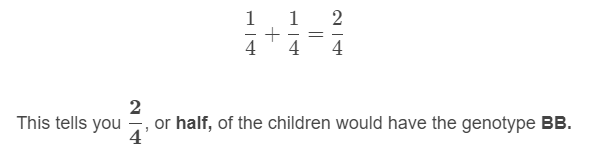 1/4 + 1/4 = 2/4
This tells you 2/4, or half, of the children would have the genotype BB.